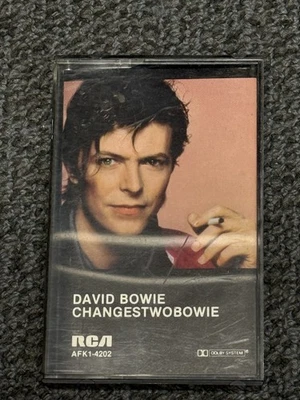 DAVID BOWIE
CHANGESTWOBOWIE
RCA
AFK1-4202
DOLBY SYSTEM